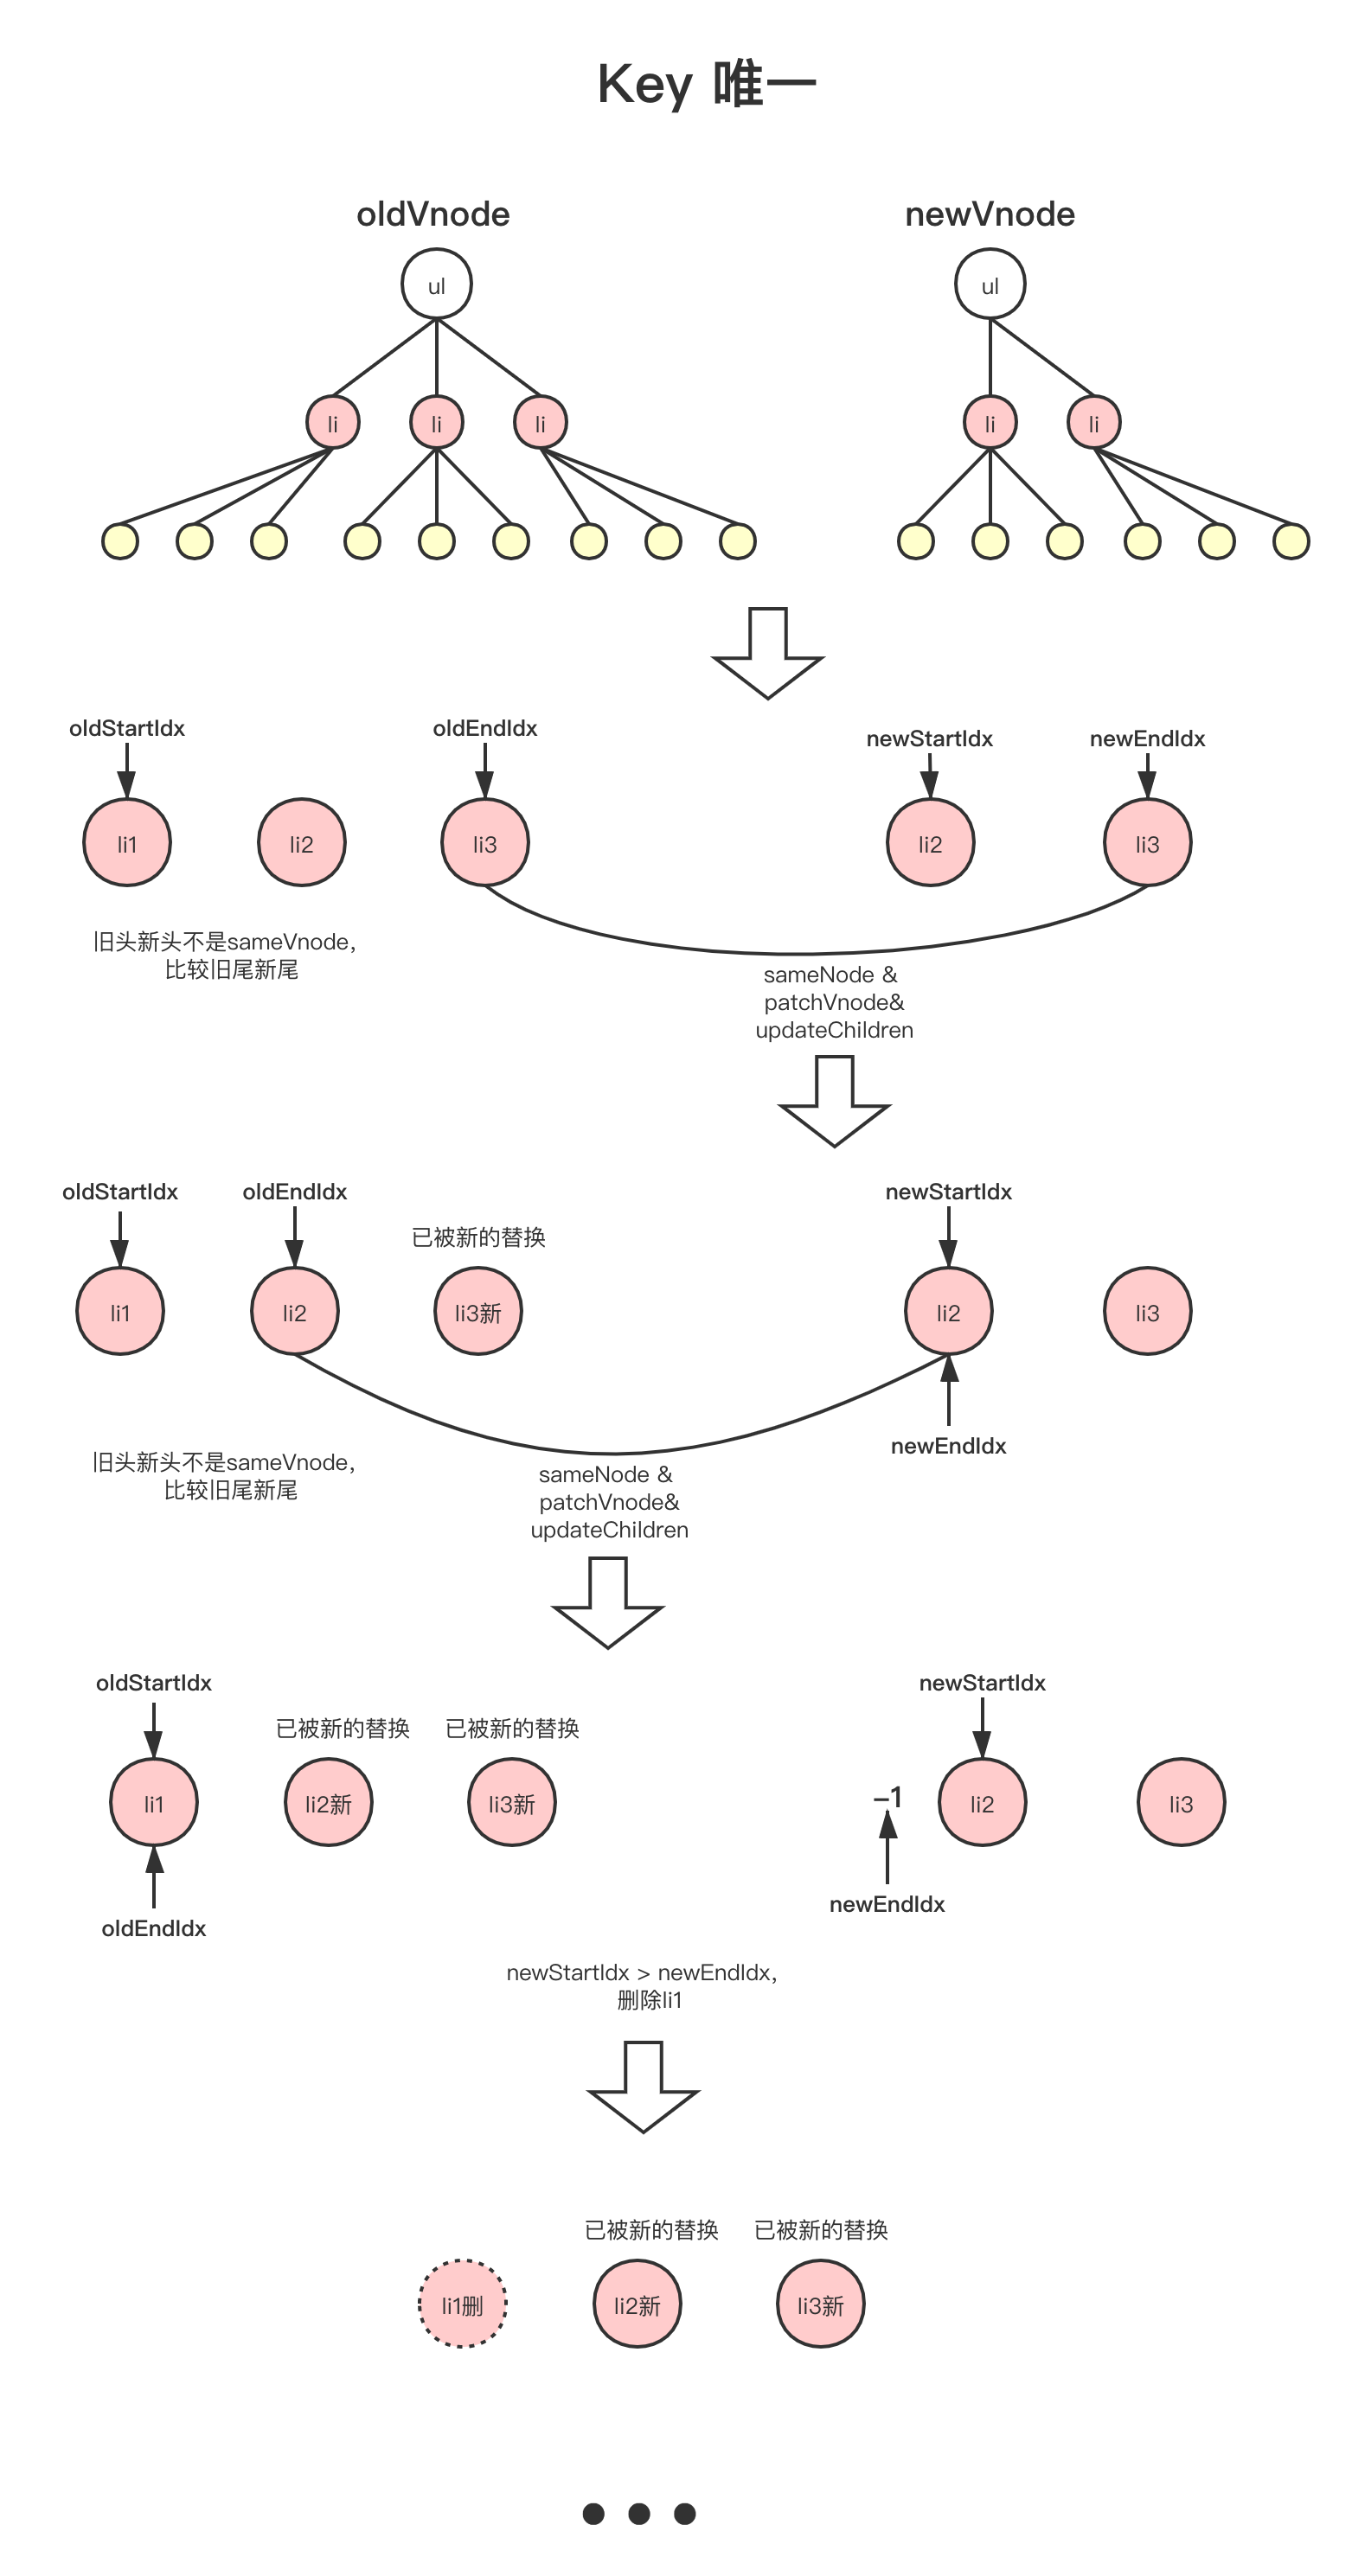 Key 唯一
oldVnode
newVnode
ul
ul
li
li
li
li
li
oldStartIdx
oldEndIdx
newStartIdx
newEndIdx
li1
li2
li3
li2
li3
旧头新头不是sameVnode,
比较旧尾新尾
sameNode &
patchVnode&
updateChildren
oldStartIdx
oldEndIdx
newStartIdx
已被新的替换
li1
li2
li3新
li2
li3
newEndIdx
旧头新头不是sameVnode,
比较旧尾新尾
sameNode &
patchVnode&
updateChildren
oldStartIdx
newStartIdx
已被新的替换
已被新的替换
li1
li2新
li3新
-1
li2
li3
newEndIdx
oldEndIdx
newStartIdx > newEndIdx,
删除li1
已被新的替换
已被新的替换
li1删
li2新
li3新